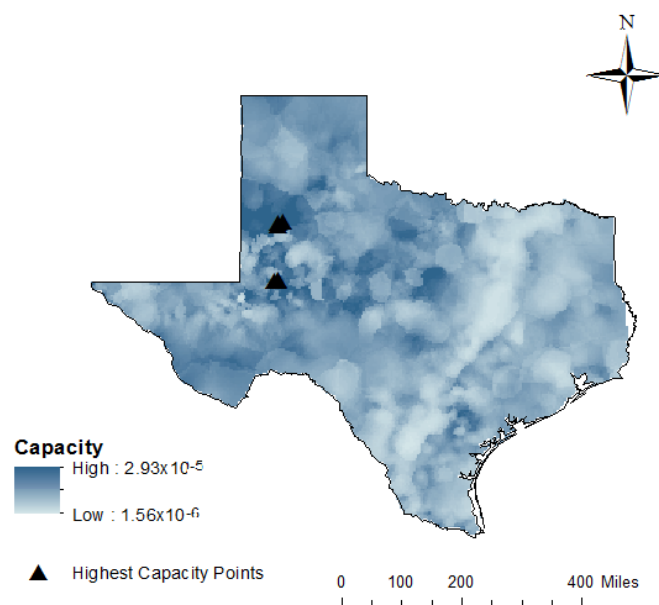 N
Capacity
High : 2.93x10-5
Low : 1.56x10-6
Highest Capacity Points
0 100 200 400 Miles